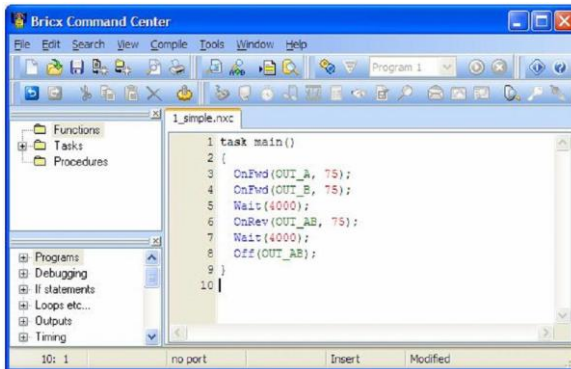 Bricx Command Center
File Edit Search View Compile Tools Window Help
Program 1
1_simple.nxc
Functions
Tasks
Procedures
1 task main()
2 {
3 OnFwd(OUT_A, 75);
4 OnFwd(OUT_B, 75);
5 Wait(4000);
6 OnRev(OUT_AB, 75);
7 Wait(4000);
8 Off(OUT_AB);
9 }
10
Programs
Debugging
If statements
Loops etc...
Outputs
Timing
10: 1 no port Insert Modified